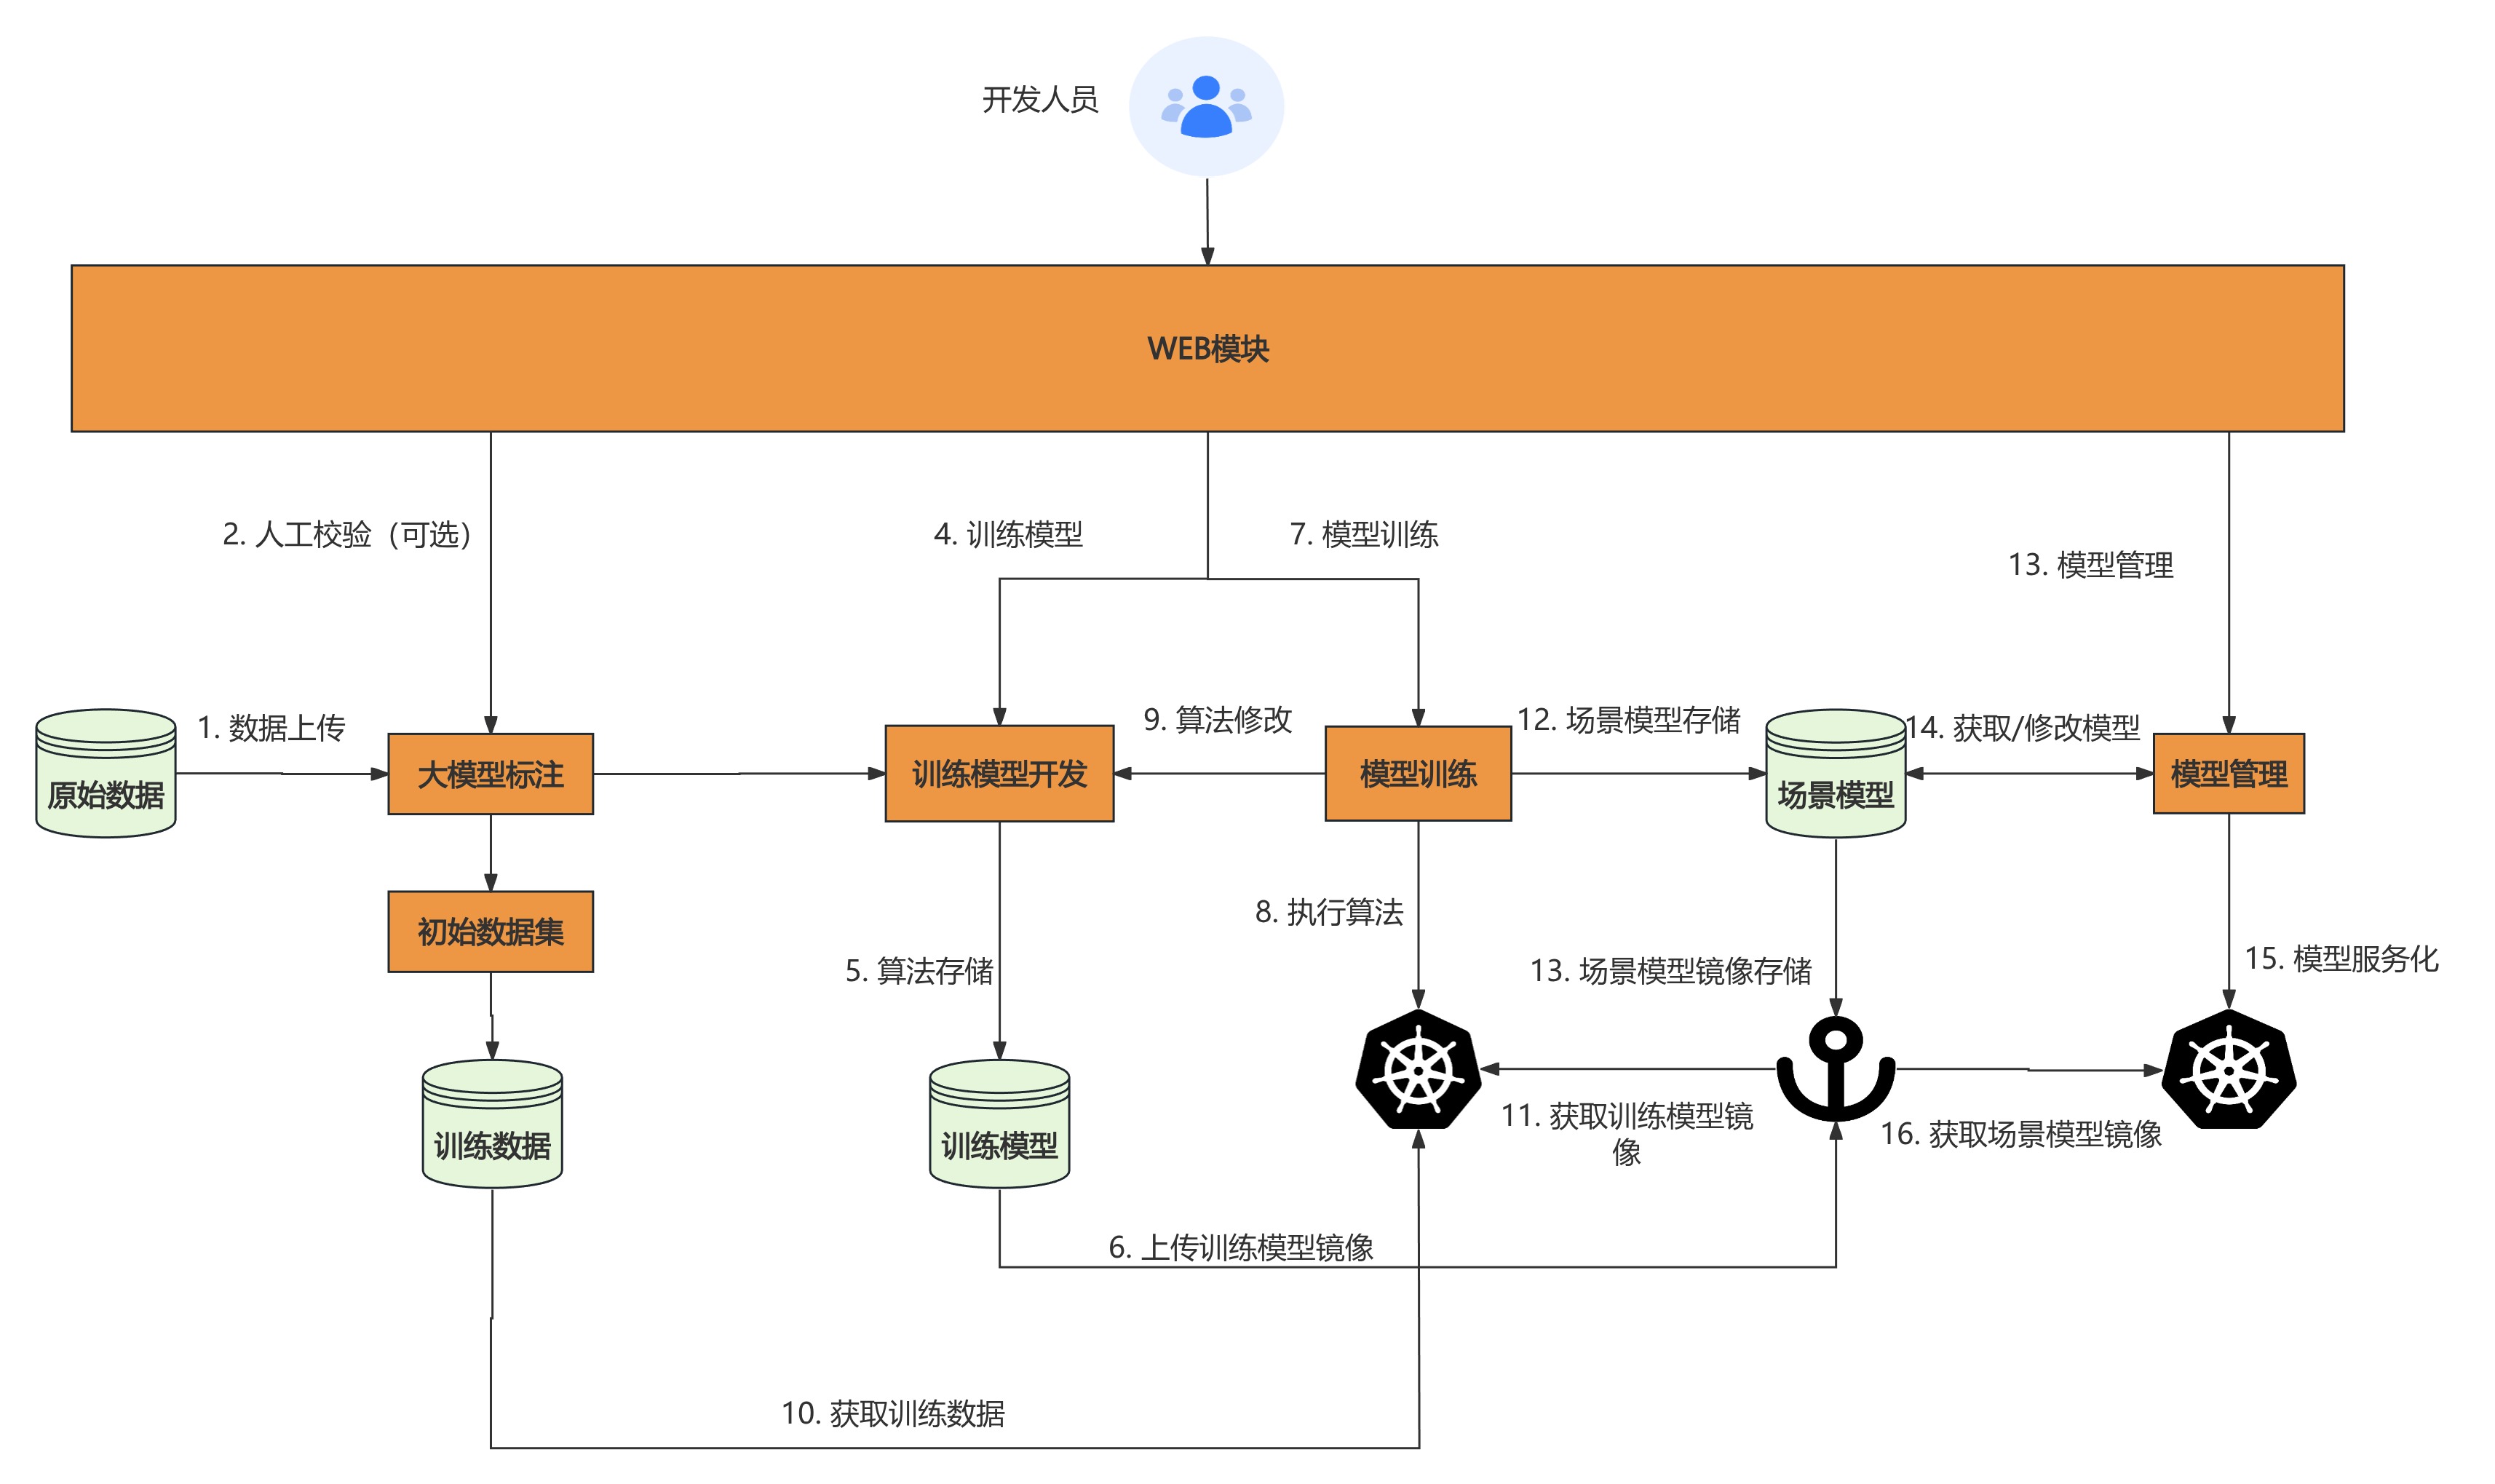 开发人员
WEB模块
2. 人工校验（可选）
4. 训练模型
7. 模型训练
13. 模型管理
1. 数据上传
9. 算法修改
12. 场景模型存储
14. 获取/修改模型
原始数据
大模型标注
训练模型开发
模型训练
场景模型
模型管理
初始数据集
8. 执行算法
5. 算法存储
13. 场景模型镜像存储
15. 模型服务化
训练数据
训练模型
11. 获取训练模型镜
像
16. 获取场景模型镜像
6. 上传训练模型镜像
10. 获取训练数据